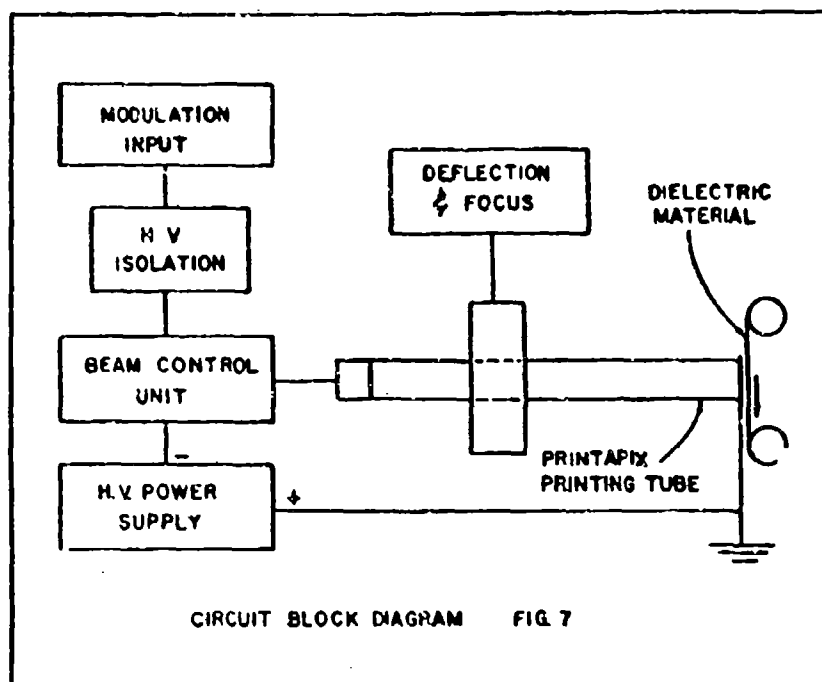 MODULATION
INPUT
H V
ISOLATION
BEAM CONTROL
UNIT
-
H.V. POWER
SUPPLY
+
DEFLECTION
& FOCUS
DIELECTRIC
MATERIAL
PRINTAPIX
PRINTING TUBE
CIRCUIT BLOCK DIAGRAM FIG. 7